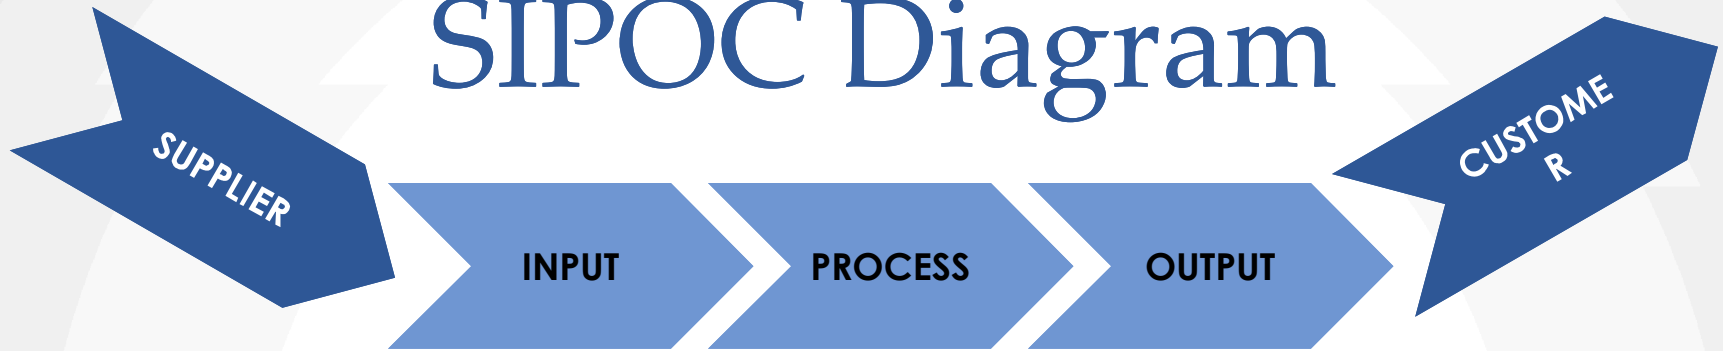 SIPOC Diagram
SUPPLIER
INPUT
PROCESS
OUTPUT
CUSTOME
R